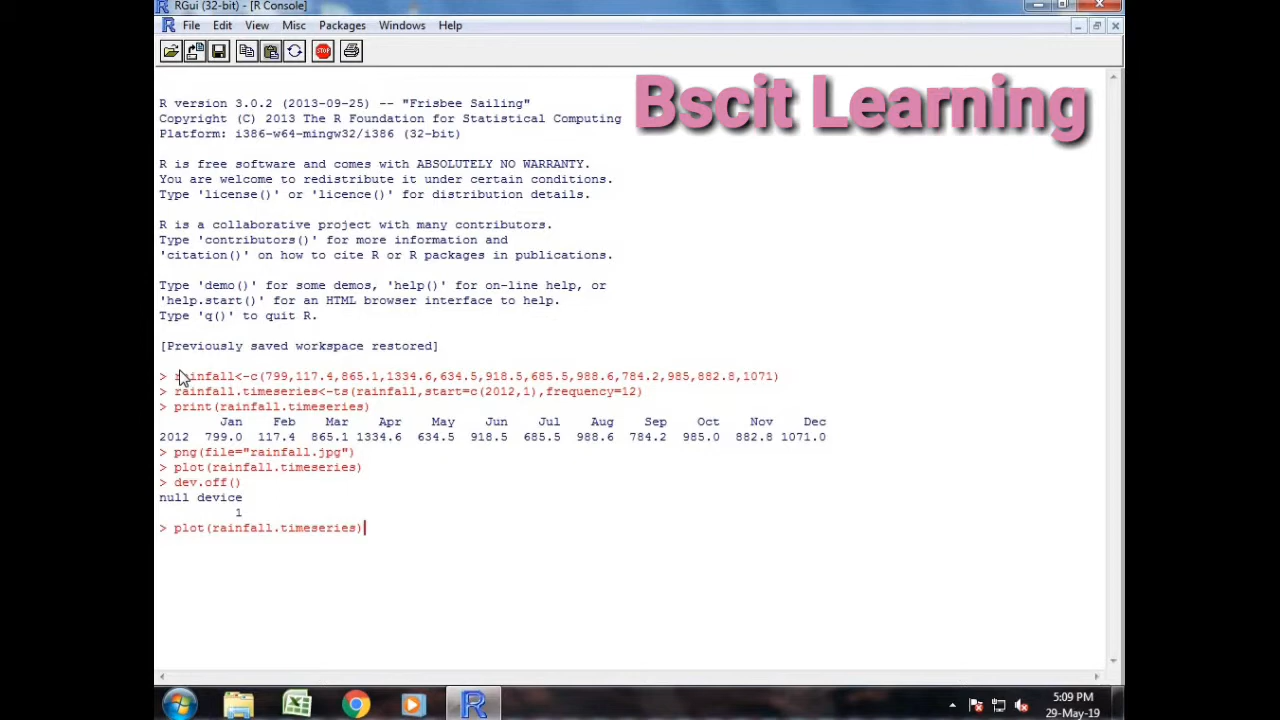 RGui (32-bit) - [R Console]
File Edit View Misc Packages Windows Help
STOP
Bscit Learning
R version 3.0.2 (2013-09-25) -- "Frisbee Sailing"
Copyright (C) 2013 The R Foundation for Statistical Computing
Platform: i386-w64-mingw32/i386 (32-bit)
R is free software and comes with ABSOLUTELY NO WARRANTY.
You are welcome to redistribute it under certain conditions.
Type 'license()' or 'licence()' for distribution details.
R is a collaborative project with many contributors.
Type 'contributors()' for more information and
'citation()' on how to cite R or R packages in publications.
Type 'demo()' for some demos, 'help()' for on-line help, or
'help.start()' for an HTML browser interface to help.
Type 'q()' to quit R.
[Previously saved workspace restored]
> rainfall<-c(799,117.4,865.1,1334.6,634.5,918.5,685.5,988.6,784.2,985,882.8,1071)
> rainfall.timeseries<-ts(rainfall,start=c(2012,1),frequency=12)
> print(rainfall.timeseries)
Jan Feb Mar Apr May Jun Jul Aug Sep Oct Nov Dec
2012 799.0 117.4 865.1 1334.6 634.5 918.5 685.5 988.6 784.2 985.0 882.8 1071.0
> png(file="rainfall.jpg")
> plot(rainfall.timeseries)
> dev.off()
null device
1
> plot(rainfall.timeseries)
5:09 PM
29-May-19